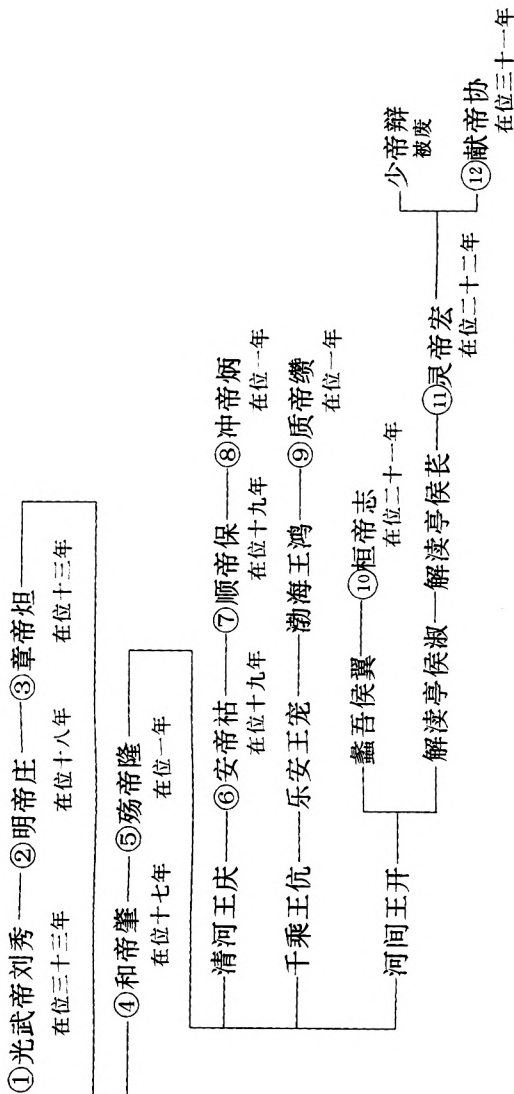 ①光武帝刘秀——②明帝庄——③章帝炟
在位三十三年 在位十八年 在位十三年
④和帝肇——⑤殇帝隆
在位十七年 在位一年
清河王庆——⑥安帝祜——⑦顺帝保——⑧冲帝炳
在位十九年 在位十九年 在位一年
千乘王伉——乐安王宠——渤海王鸿——⑨质帝缵
在位一年
河间王开
蠡吾侯翼——⑩桓帝志
在位二十一年
解渎亭侯淑——解渎亭侯苌——⑪灵帝宏
在位二十二年
少帝辩
被废
⑫献帝协
在位三十一年